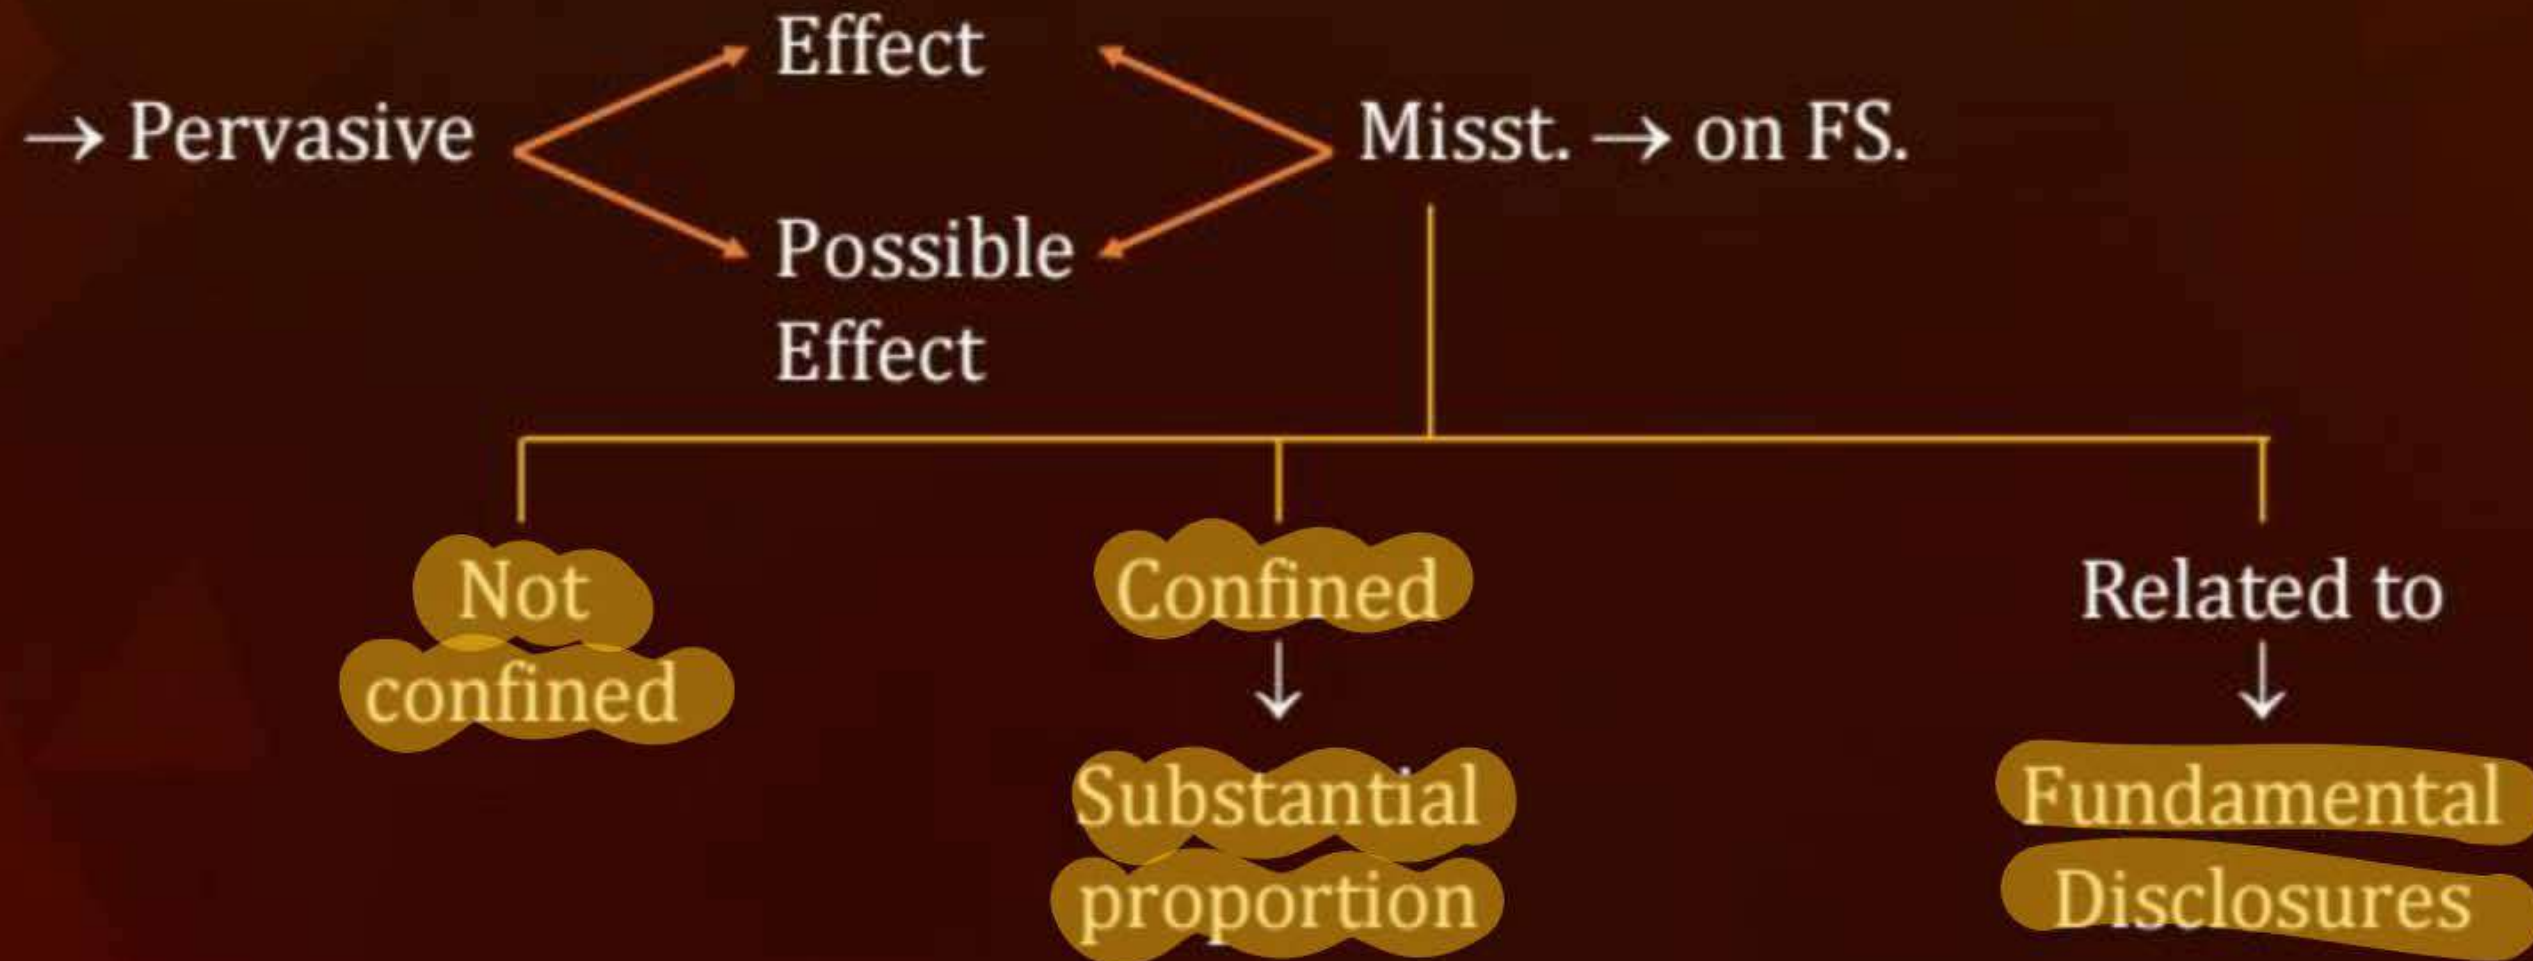 Effect
→ Pervasive
Misst. → on FS.
Possible
Effect
Not
confined
Confined
↓
Substantial
proportion
Related to
↓
Fundamental
Disclosures